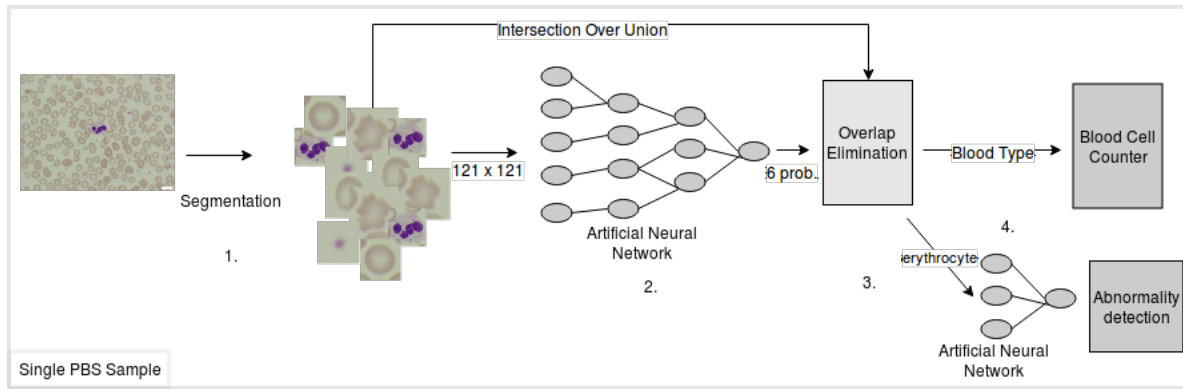 Intersection Over Union
Segmentation
1.
121 x 121
Artificial Neural
Network
2.
6 prob.
Overlap
Elimination
3.
Blood Type
4.
Blood Cell
Counter
erythrocyte
Artificial Neural
Network
Abnormality
detection
Single PBS Sample